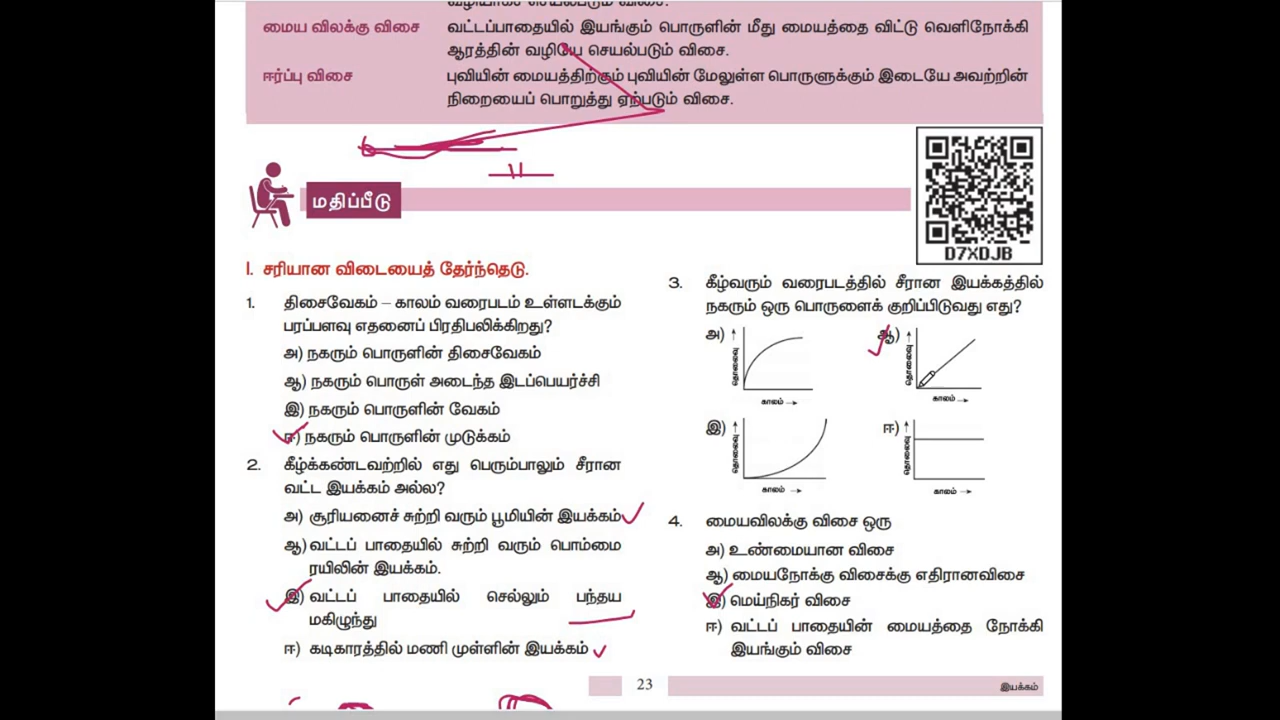 வழியாகச் செயல்படும் விசை.
மைய விலக்கு விசை வட்டப்பாதையில் இயங்கும் பொருளின் மீது மையத்தை விட்டு வெளிநோக்கி
ஆரத்தின் வழியே செயல்படும் விசை.
ஈர்ப்பு விசை புவியின் மையத்திற்கும் புவியின் மேலுள்ள பொருளுக்கும் இடையே அவற்றின்
நிறையைப் பொறுத்து ஏற்படும் விசை.
D7XDJB
மதிப்பீடு
I. சரியான விடையைத் தேர்ந்தெடு.
1. திசைவேகம் – காலம் வரைபடம் உள்ளடக்கும்
பரப்பளவு எதனைப் பிரதிபலிக்கிறது?
அ) நகரும் பொருளின் திசைவேகம்
ஆ) நகரும் பொருள் அடைந்த இடப்பெயர்ச்சி
இ) நகரும் பொருளின் வேகம்
ஈ) நகரும் பொருளின் முடுக்கம்
2. கீழ்க்கண்டவற்றில் எது பெரும்பாலும் சீரான
வட்ட இயக்கம் அல்ல?
அ) சூரியனைச் சுற்றி வரும் பூமியின் இயக்கம்
ஆ) வட்டப் பாதையில் சுற்றி வரும் பொம்மை
ரயிலின் இயக்கம்.
இ) வட்டப் பாதையில் செல்லும் பந்தய
மகிழுந்து
ஈ) கடிகாரத்தில் மணி முள்ளின் இயக்கம்
3. கீழ்வரும் வரைபடத்தில் சீரான இயக்கத்தில்
நகரும் ஒரு பொருளைக் குறிப்பிடுவது எது?
அ) தொலைவு → காலம் →
ஆ) தொலைவு → காலம் →
இ) தொலைவு → காலம் →
ஈ) தொலைவு → காலம் →
4. மையவிலக்கு விசை ஒரு
அ) உண்மையான விசை
ஆ) மையநோக்கு விசைக்கு எதிரானவிசை
இ) மெய்நிகர் விசை
ஈ) வட்டப் பாதையின் மையத்தை நோக்கி
இயங்கும் விசை
23
இயக்கம்